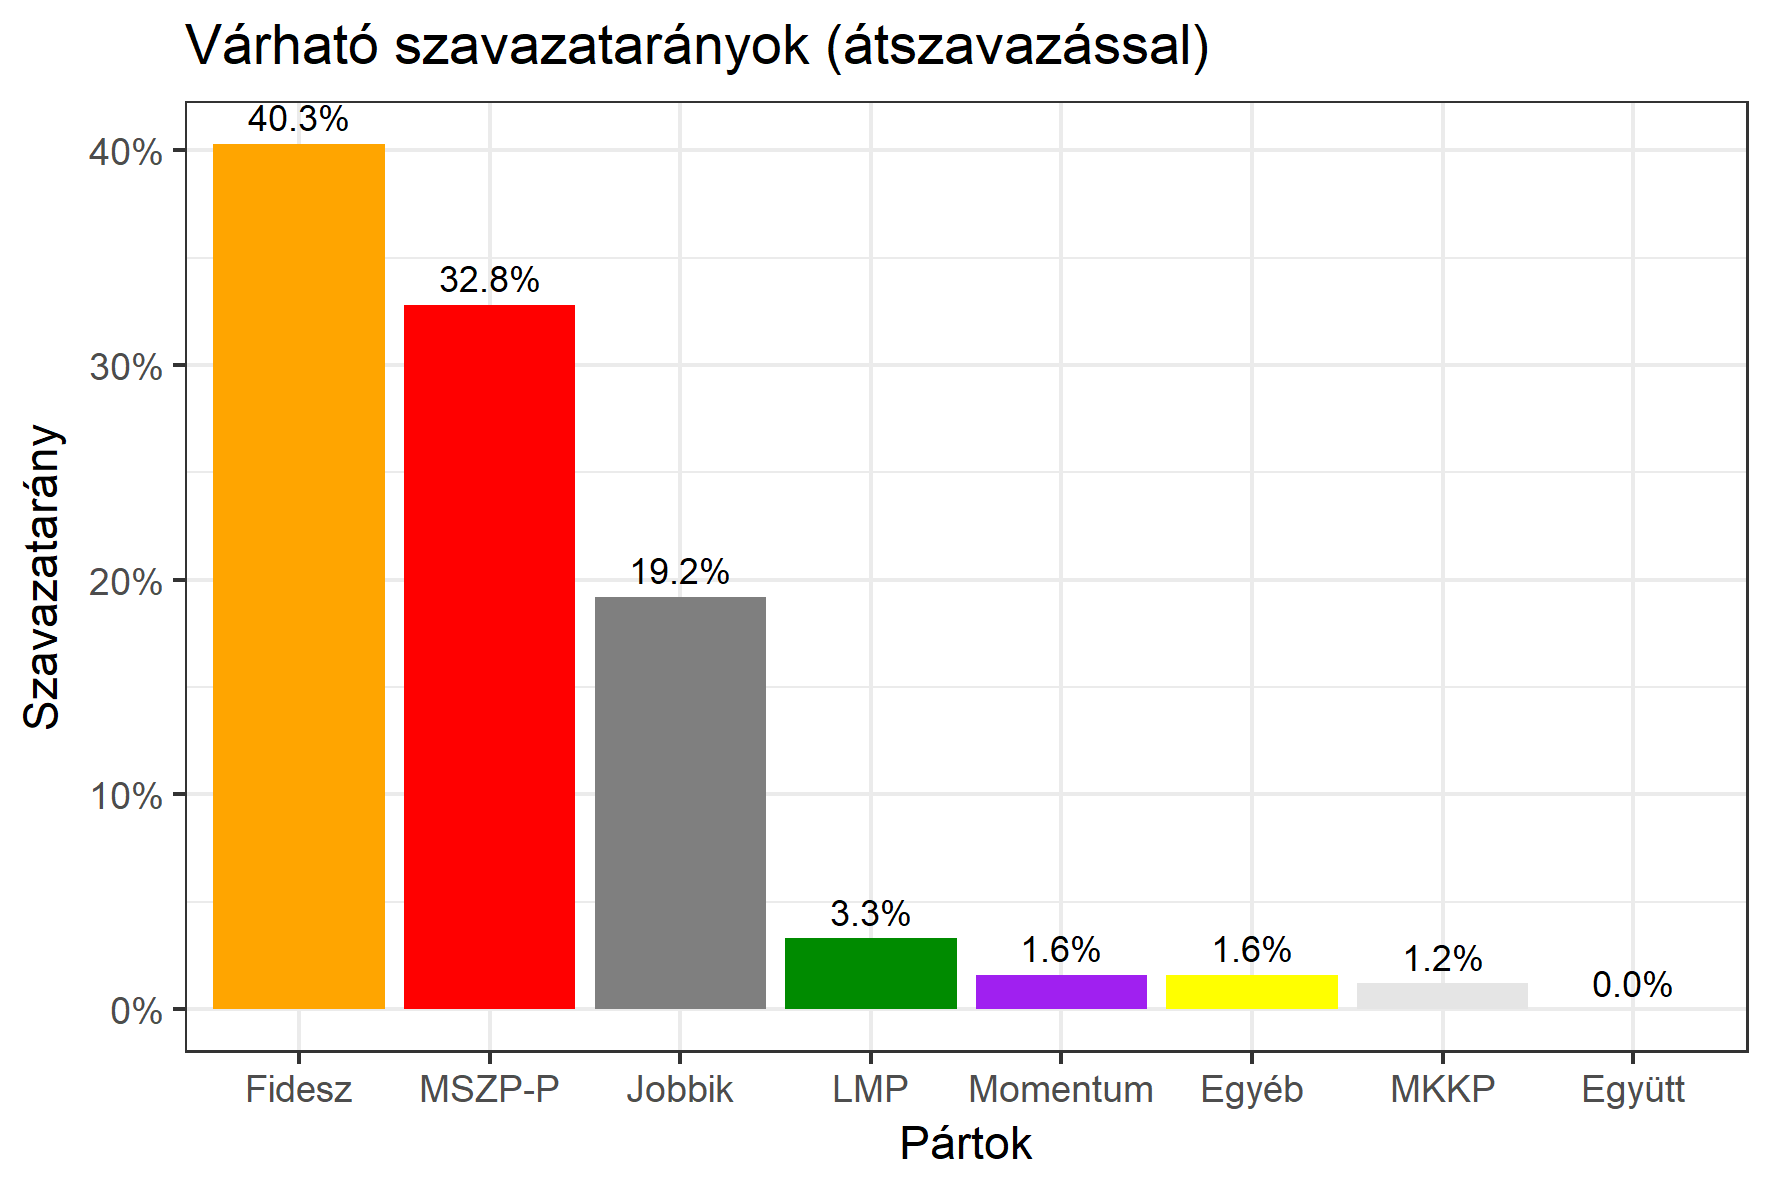 Várható szavazatarányok (átszavazással)
Szavazatarány
40%
30%
20%
10%
0%
40.3%
32.8%
19.2%
3.3%
1.6%
1.6%
1.2%
0.0%
Fidesz
MSZP-P
Jobbik
LMP
Momentum
Egyéb
MKKP
Együtt
Pártok